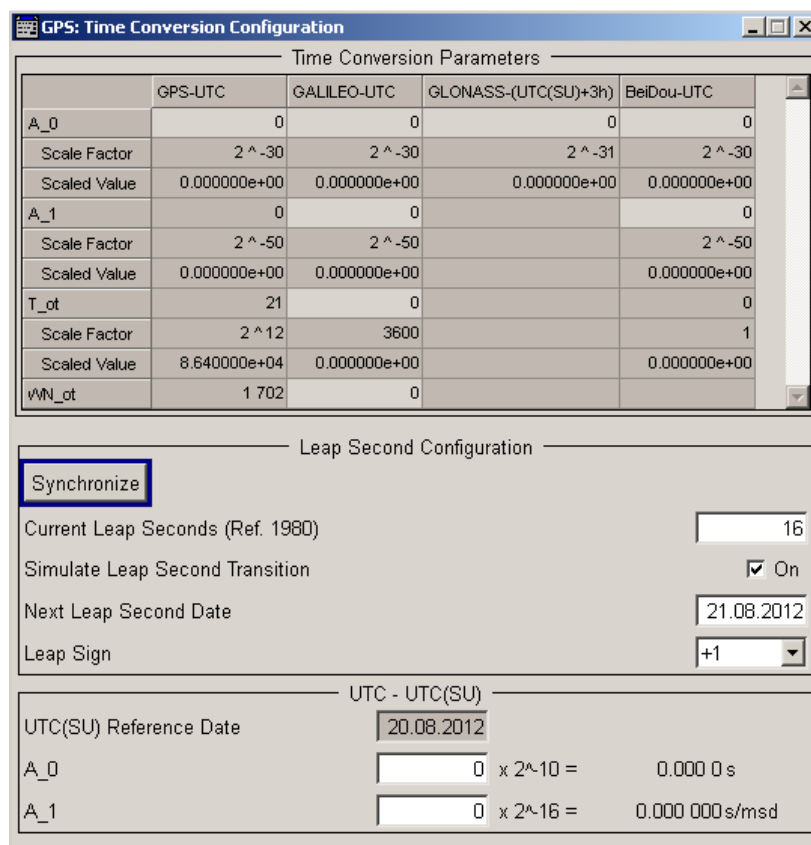 GPS: Time Conversion Configuration
Time Conversion Parameters
GPS-UTC GALILEO-UTC GLONASS-(UTC(SU)+3h) BeiDou-UTC
A_0 0 0 0 0
Scale Factor 2 ^ -30 2 ^ -30 2 ^ -31 2 ^ -30
Scaled Value 0.000000e+00 0.000000e+00 0.000000e+00 0.000000e+00
A_1 0 0 0
Scale Factor 2 ^ -50 2 ^ -50 2 ^ -50
Scaled Value 0.000000e+00 0.000000e+00 0.000000e+00
T_ot 21 0 0
Scale Factor 2 ^12 3600 1
Scaled Value 8.640000e+04 0.000000e+00 0.000000e+00
WN_ot 1 702 0
Leap Second Configuration
Synchronize
Current Leap Seconds (Ref. 1980) 16
Simulate Leap Second Transition On
Next Leap Second Date 21.08.2012
Leap Sign +1
UTC - UTC(SU)
UTC(SU) Reference Date 20.08.2012
A_0 0 x 2^-10 = 0.000 0 s
A_1 0 x 2^-16 = 0.000 000 s/msd